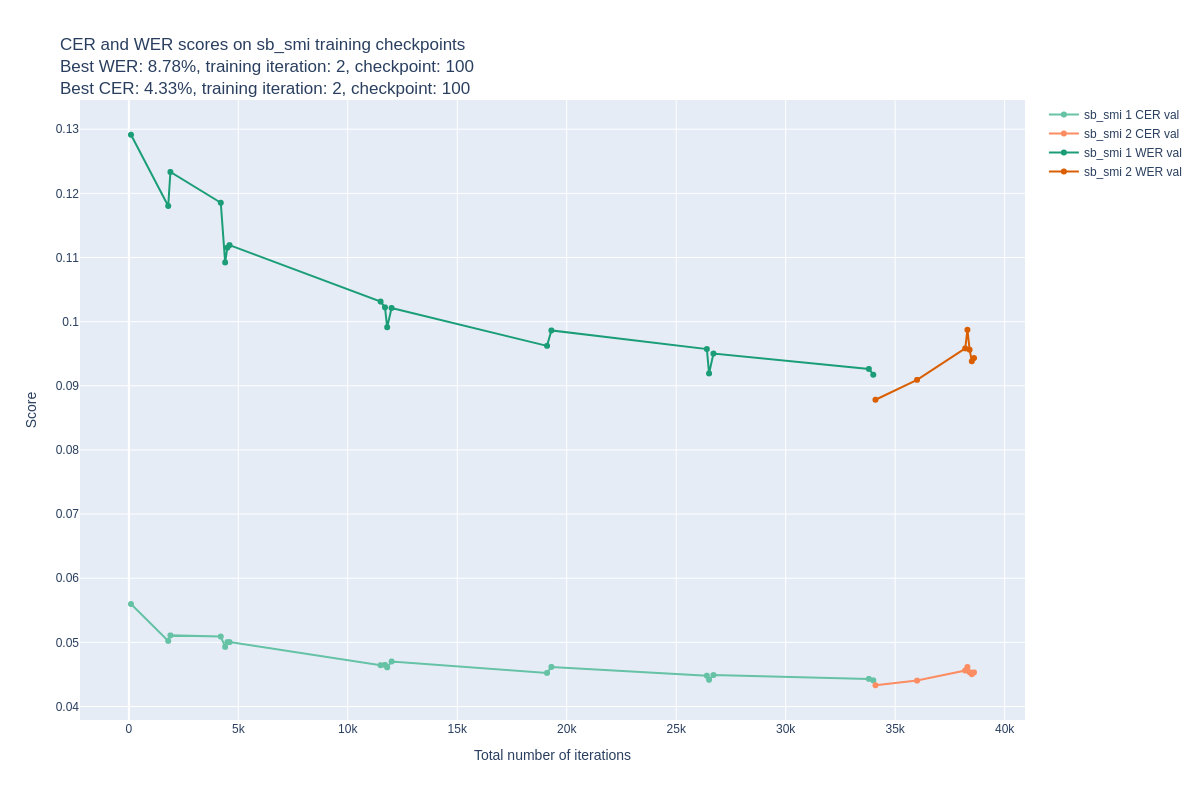 CER and WER scores on sb_smi training checkpoints
Best WER: 8.78%, training iteration: 2, checkpoint: 100
Best CER: 4.33%, training iteration: 2, checkpoint: 100
sb_smi 1 CER val
sb_smi 2 CER val
sb_smi 1 WER val
sb_smi 2 WER val
0.13
0.12
0.11
0.1
0.09
0.08
0.07
0.06
0.05
0.04
Score
0
5k
10k
15k
20k
25k
30k
35k
40k
Total number of iterations